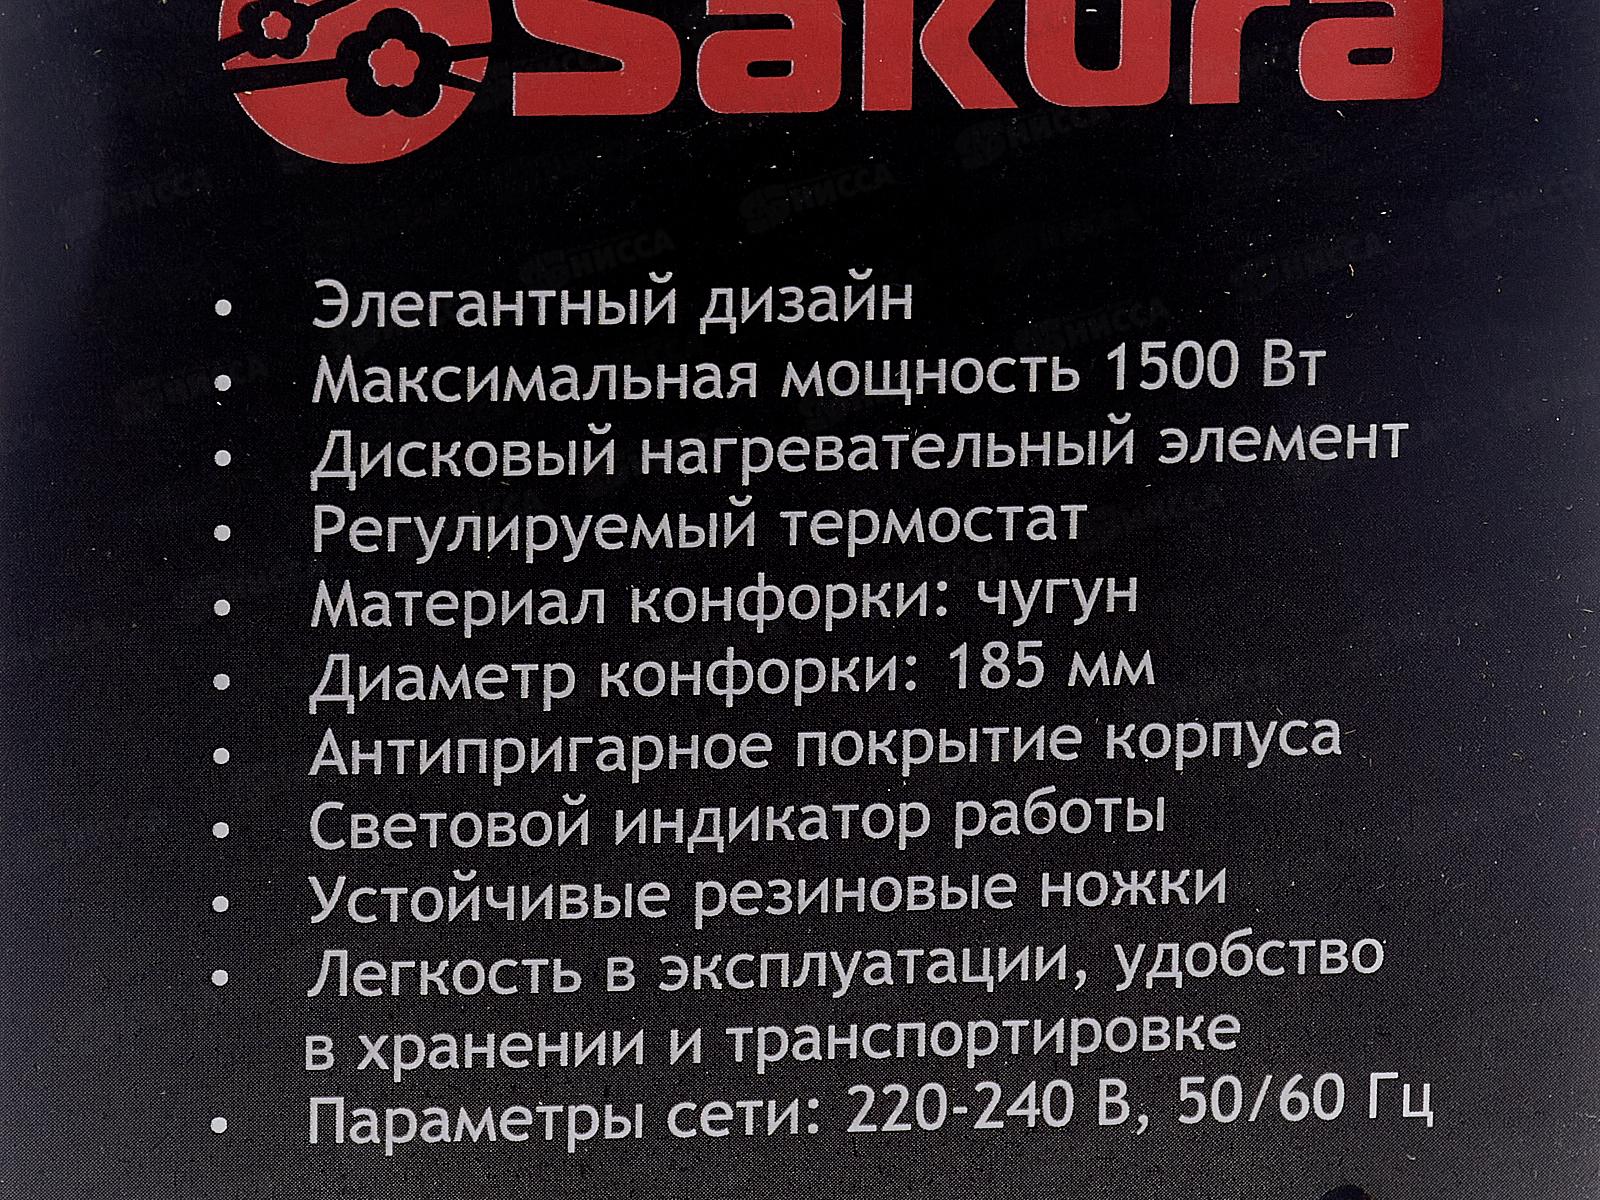 Sakura
• Элегантный дизайн
• Максимальная мощность 1500 Вт
• Дисковый нагревательный элемент
• Регулируемый термостат
• Материал конфорки: чугун
• Диаметр конфорки: 185 мм
• Антипригарное покрытие корпуса
• Световой индикатор работы
• Устойчивые резиновые ножки
• Легкость в эксплуатации, удобство
в хранении и транспортировке
• Параметры сети: 220-240 В, 50/60 Гц
НИССА